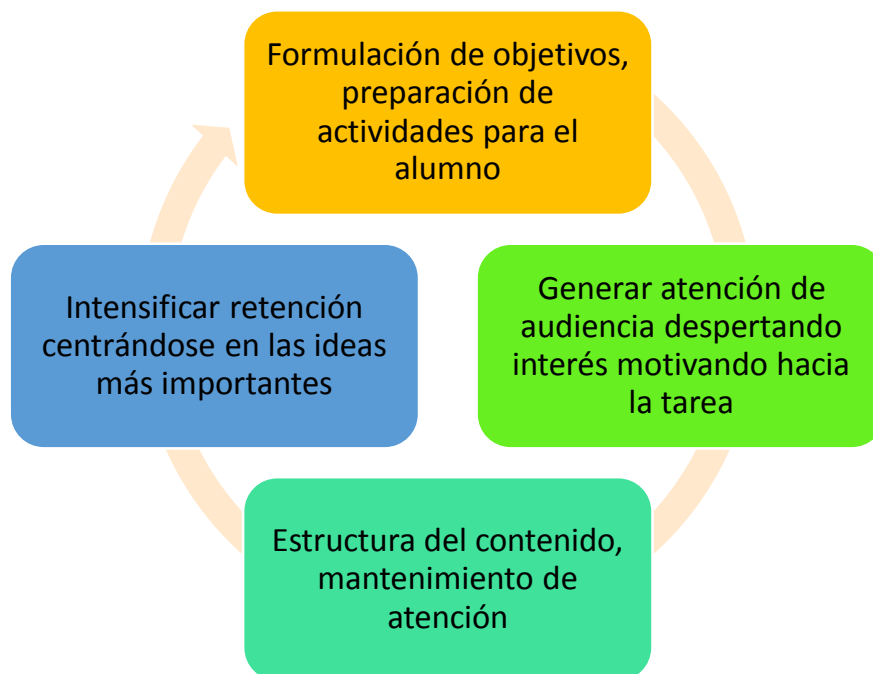 Formulación de objetivos,
preparación de
actividades para el
alumno
Generar atención de
audiencia despertando
interés motivando hacia
la tarea
Estructura del contenido,
mantenimiento de
atención
Intensificar retención
centrándose en las ideas
más importantes